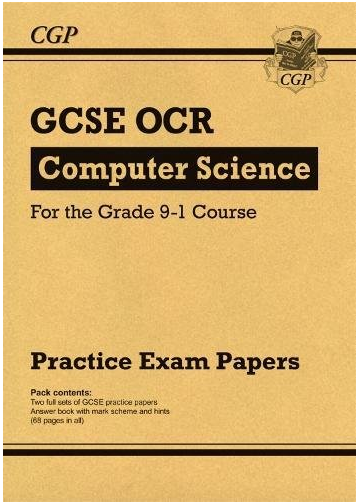 CGP
CGP
GCSE OCR
Computer Science
For the Grade 9-1 Course
Practice Exam Papers
Pack contents:
Two full sets of GCSE practice papers
Answer book with mark scheme and hints
(68 pages in all)